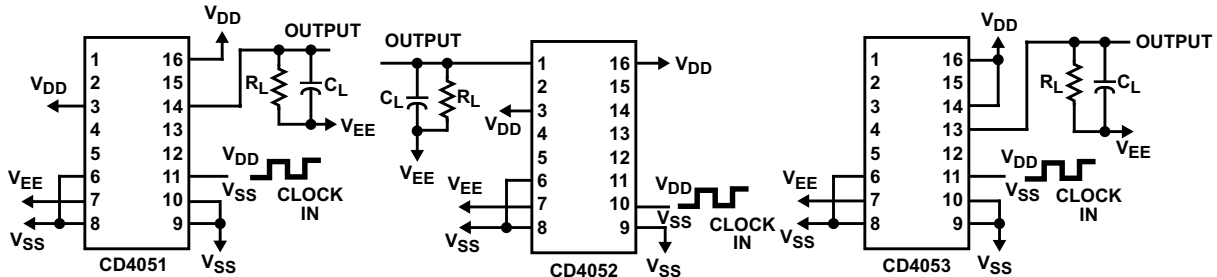 VDD
OUTPUT
1 16
2 15
VDD 3 14
4 13
5 12
6 11
7 10
8 9
RL CL
VEE
VDD
VSS
CLOCK
IN
VEE
VSS
VSS
CD4051
OUTPUT
1 16 VDD
2 15
3 14
4 13
5 12
6 11
7 10
8 9
CL RL
VDD
VEE
VEE
VSS
VDD
VSS
CLOCK
IN
VSS
CD4052
VDD
OUTPUT
1 16
2 15
3 14
4 13
5 12
6 11
7 10
8 9
RL CL
VEE
VDD
VSS
CLOCK
IN
VEE
VSS
VSS
CD4053